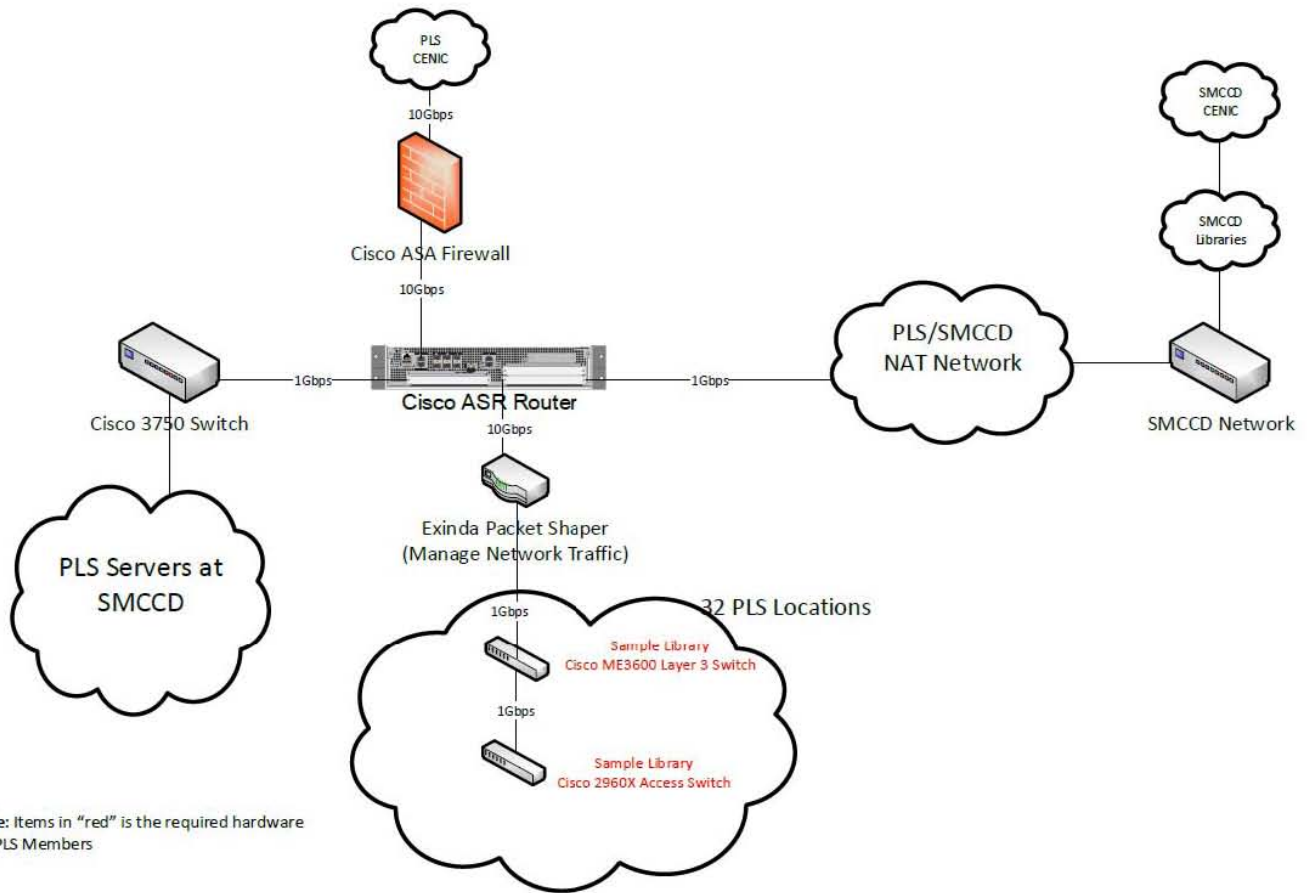 PLS
CENIC
10Gbps
Cisco ASA Firewall
10Gbps
SMCCD
CENIC
SMCCD
Libraries
PLS/SMCCD
NAT Network
SMCCD Network
1Gbps
Cisco ASR Router
1Gbps
Cisco 3750 Switch
10Gbps
Exinda Packet Shaper
(Manage Network Traffic)
PLS Servers at
SMCCD
1Gbps
32 PLS Locations
Sample Library
Cisco ME3600 Layer 3 Switch
1Gbps
Sample Library
Cisco 2960X Access Switch
e: Items in “red” is the required hardware
PLS Members